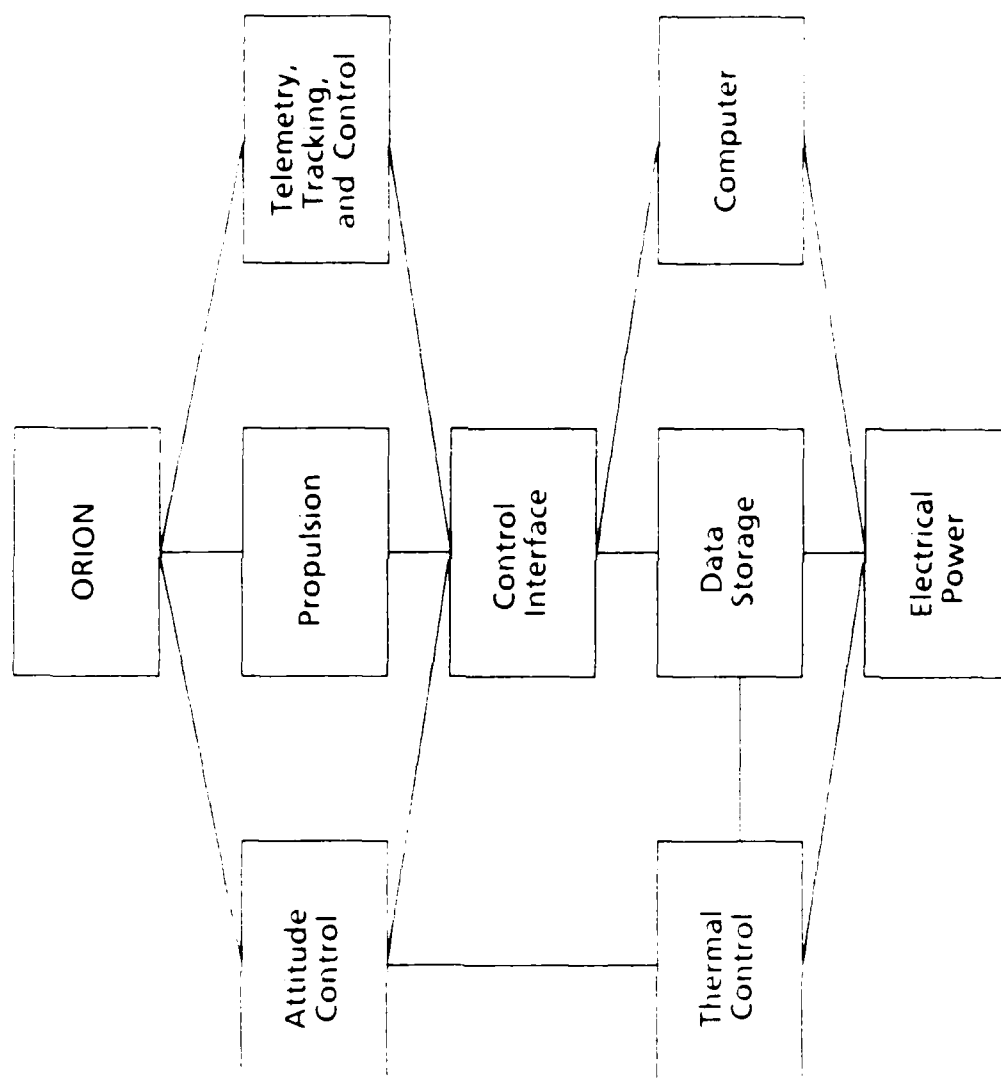 ORION
Telemetry,
Tracking,
and Control
Propulsion
Attitude
Control
Control
Interface
Computer
Data
Storage
Thermal
Control
Electrical
Power